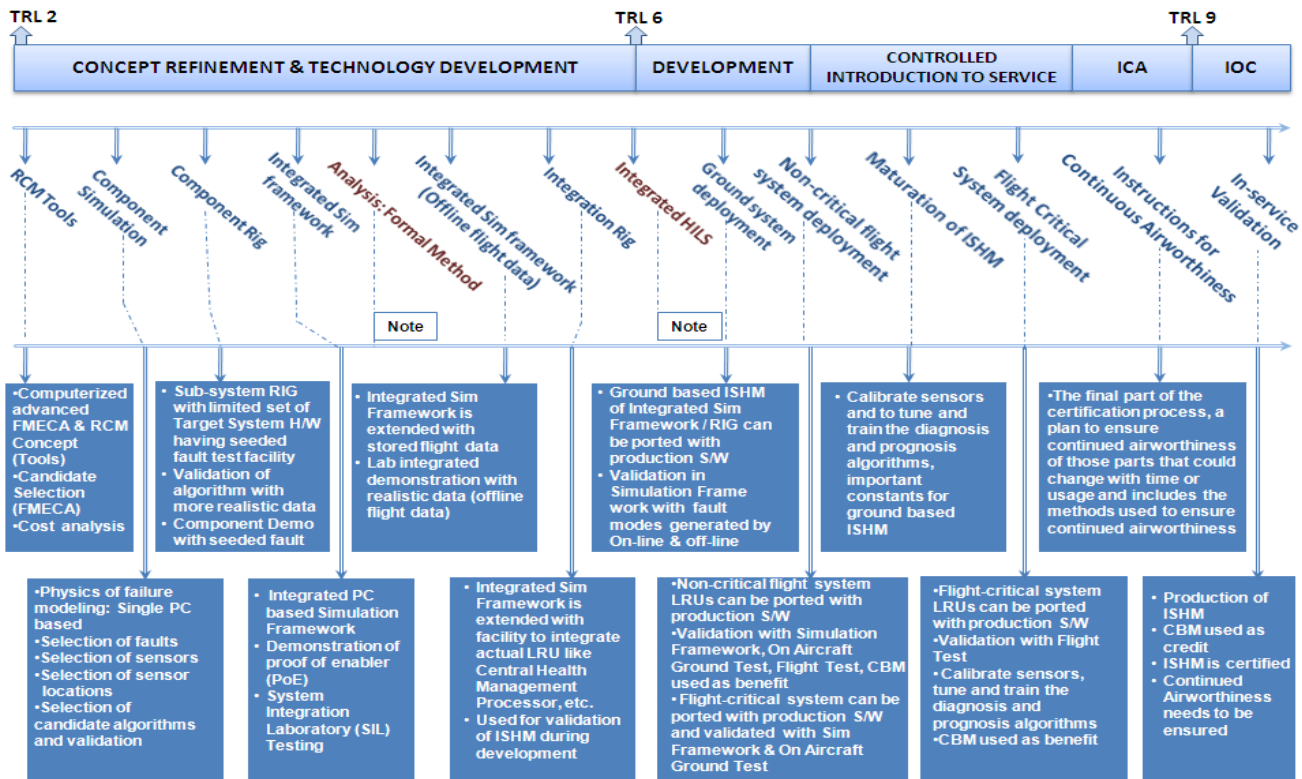 TRL 2
TRL 6
TRL 9
CONCEPT REFINEMENT & TECHNOLOGY DEVELOPMENT
DEVELOPMENT
CONTROLLED
INTRODUCTION TO SERVICE
ICA
IOC
RCM Tools
Component
Simulation
Component Rig
Integrated Sim
framework
Analysis: Formal Method
Integrated Sim framework
(Offline flight data)
Integration Rig
Integrated HILS
Ground system
deployment
Non-critical flight
system deployment
Maturation of ISHM
Flight Critical
System deployment
Instructions for
Continuous Airworthiness
In-service
Validation
Note
Note
•Computerized
advanced
FMECA & RCM
Concept
(Tools)
•Candidate
Selection
(FMECA)
•Cost analysis
• Sub-system RIG
with limited set of
Target System H/W
having seeded
fault test facility
• Validation of
algorithm with
more realistic data
• Component Demo
with seeded fault
• Integrated Sim
Framework is
extended with
stored flight data
• Lab integrated
demonstration with
realistic data (offline
flight data)
• Ground based ISHM
of Integrated Sim
Framework / RIG can
be ported with
production S/W
• Validation in
Simulation Frame
work with fault
modes generated by
On-line & off-line
• Calibrate sensors
and to tune and
train the diagnosis
and prognosis
algorithms,
important
constants for
ground based
ISHM
•The final part of the
certification process, a
plan to ensure
continued airworthiness
of those parts that could
change with time or
usage and includes the
methods used to ensure
continued airworthiness
•Physics of failure
modeling: Single PC
based
•Selection of faults
•Selection of sensors
•Selection of sensor
locations
•Selection of
candidate algorithms
and validation
• Integrated PC
based Simulation
Framework
• Demonstration of
proof of enabler
(PoE)
• System
Integration
Laboratory (SIL)
Testing
• Integrated Sim
Framework is
extended with
facility to integrate
actual LRU like
Central Health
Management
Processor, etc.
• Used for validation
of ISHM during
development
•Non-critical flight system
LRUs can be ported with
production S/W
•Validation with Simulation
Framework, On Aircraft
Ground Test, Flight Test, CBM
used as benefit
•Flight-critical system can be
ported with production S/W
and validated with Sim
Framework & On Aircraft
Ground Test
•Flight-critical system
LRUs can be ported
with production S/W
•Validation with Flight
Test
•Calibrate sensors,
tune and train the
diagnosis and
prognosis algorithms
•CBM used as benefit
• Production of
ISHM
• CBM used as
credit
• ISHM is certified
• Continued
Airworthiness
needs to be
ensured